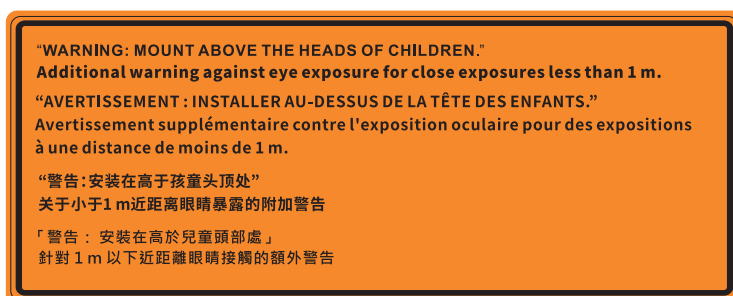 “WARNING: MOUNT ABOVE THE HEADS OF CHILDREN.”
Additional warning against eye exposure for close exposures less than 1 m.
“AVERTISSEMENT : INSTALLER AU-DESSUS DE LA TÊTE DES ENFANTS.”
Avertissement supplémentaire contre l'exposition oculaire pour des expositions
à une distance de moins de 1 m.
“警告：安装在高于孩童头顶处”
关于小于1 m近距离眼睛暴露的附加警告
「警告： 安裝在高於兒童頭部處」
針對 1 m 以下近距離眼睛接觸的額外警告